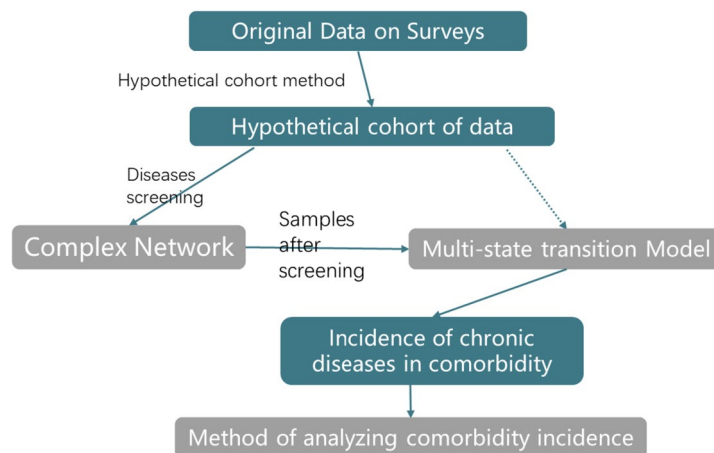 Original Data on Surveys
Hypothetical cohort method
Hypothetical cohort of data
Diseases
screening
Samples
after
screening
Complex Network
Multi-state transition Model
Incidence of chronic
diseases in comorbidity
Method of analyzing comorbidity incidence